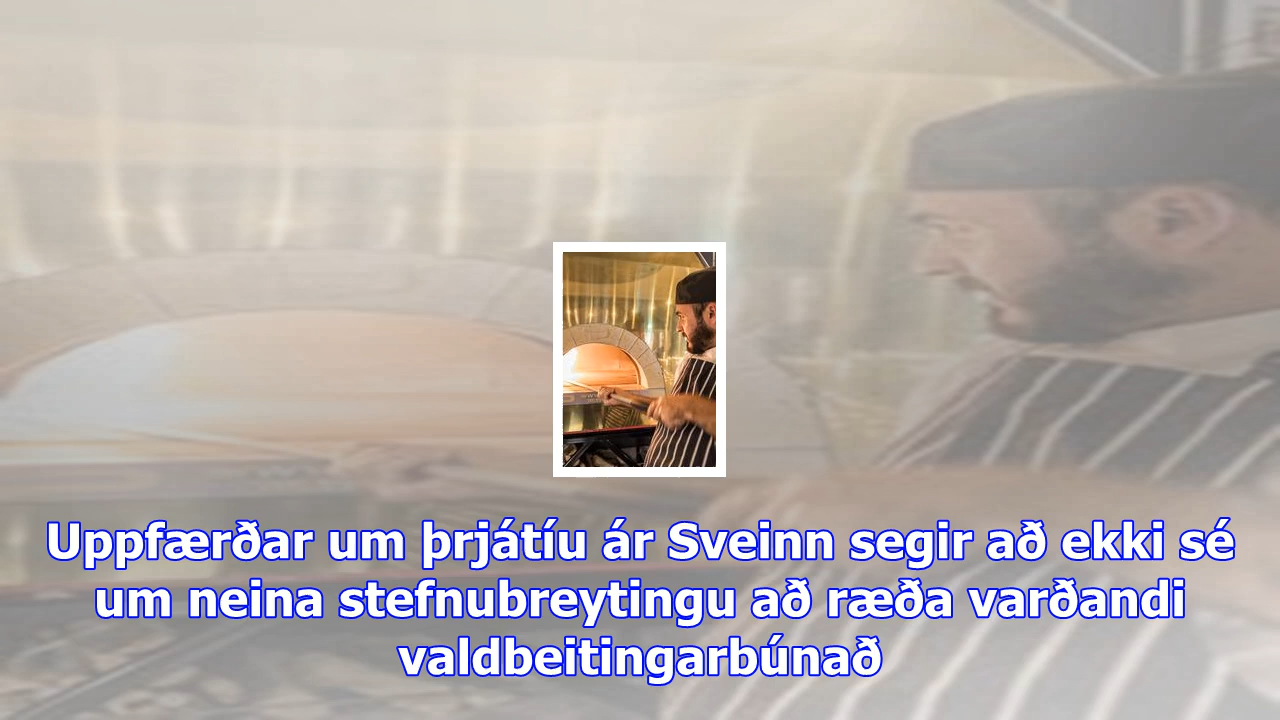 Uppfærðar um þrjátíu ár Sveinn segir að ekki sé
um neina stefnubreytingu að ræða varðandi
valdbeitingarbúnað